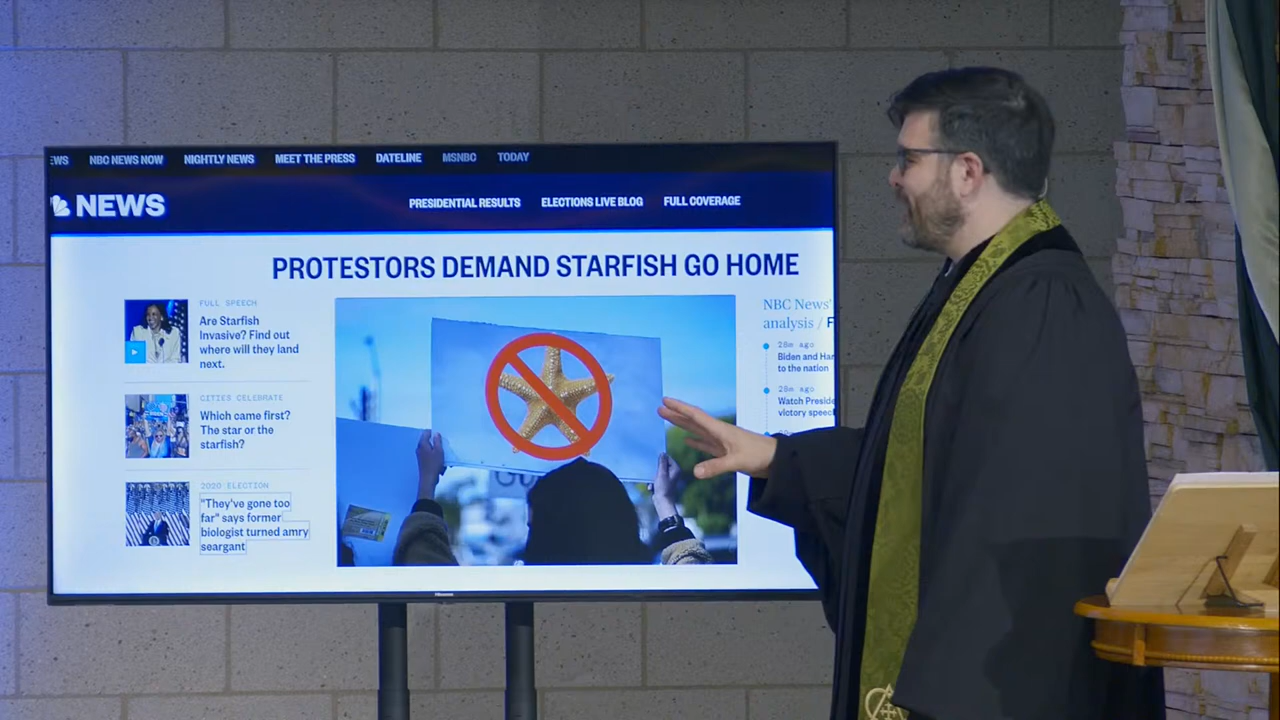 EWS NBC NEWS NOW NIGHTLY NEWS MEET THE PRESS DATELINE MSNBC TODAY
NEWS PRESIDENTIAL RESULTS ELECTIONS LIVE BLOG FULL COVERAGE
PROTESTORS DEMAND STARFISH GO HOME
FULL SPEECH
Are Starfish
Invasive? Find out
where will they land
next.
CITIES CELEBRATE
Which came first?
The star or the
starfish?
2020 ELECTION
"They've gone too
far" says former
biologist turned amry
seargant
GO
NBC News'
analysis / F
28m ago
Biden and Har
to the nation
28m ago
Watch Preside
victory speech
Hisense